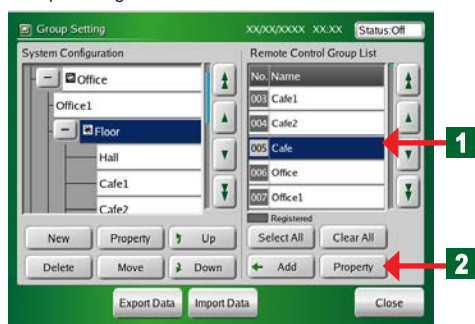 Group Setting XX/XX/XXXX XX:XX Status:Off
System Configuration
Office
Office1
Floor
Hall
Cafe1
Cafe2
New Property Up
Delete Move Down
Remote Control Group List
No. Name
003 Cafe1
004 Cafe2
005 Cafe
006 Office
007 Office1
Registered
Select All Clear All
Add Property
Export Data Import Data Close
1
2